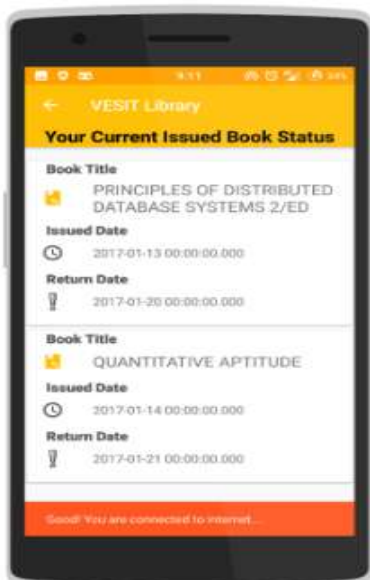 9:11
VESIT Library
Your Current Issued Book Status
Book Title
PRINCIPLES OF DISTRIBUTED
DATABASE SYSTEMS 2/ED
Issued Date
2017-01-13 00:00:00.000
Return Date
2017-01-20 00:00:00.000
Book Title
QUANTITATIVE APTITUDE
Issued Date
2017-01-14 00:00:00.000
Return Date
2017-01-21 00:00:00.000
Good! You are connected to internet...